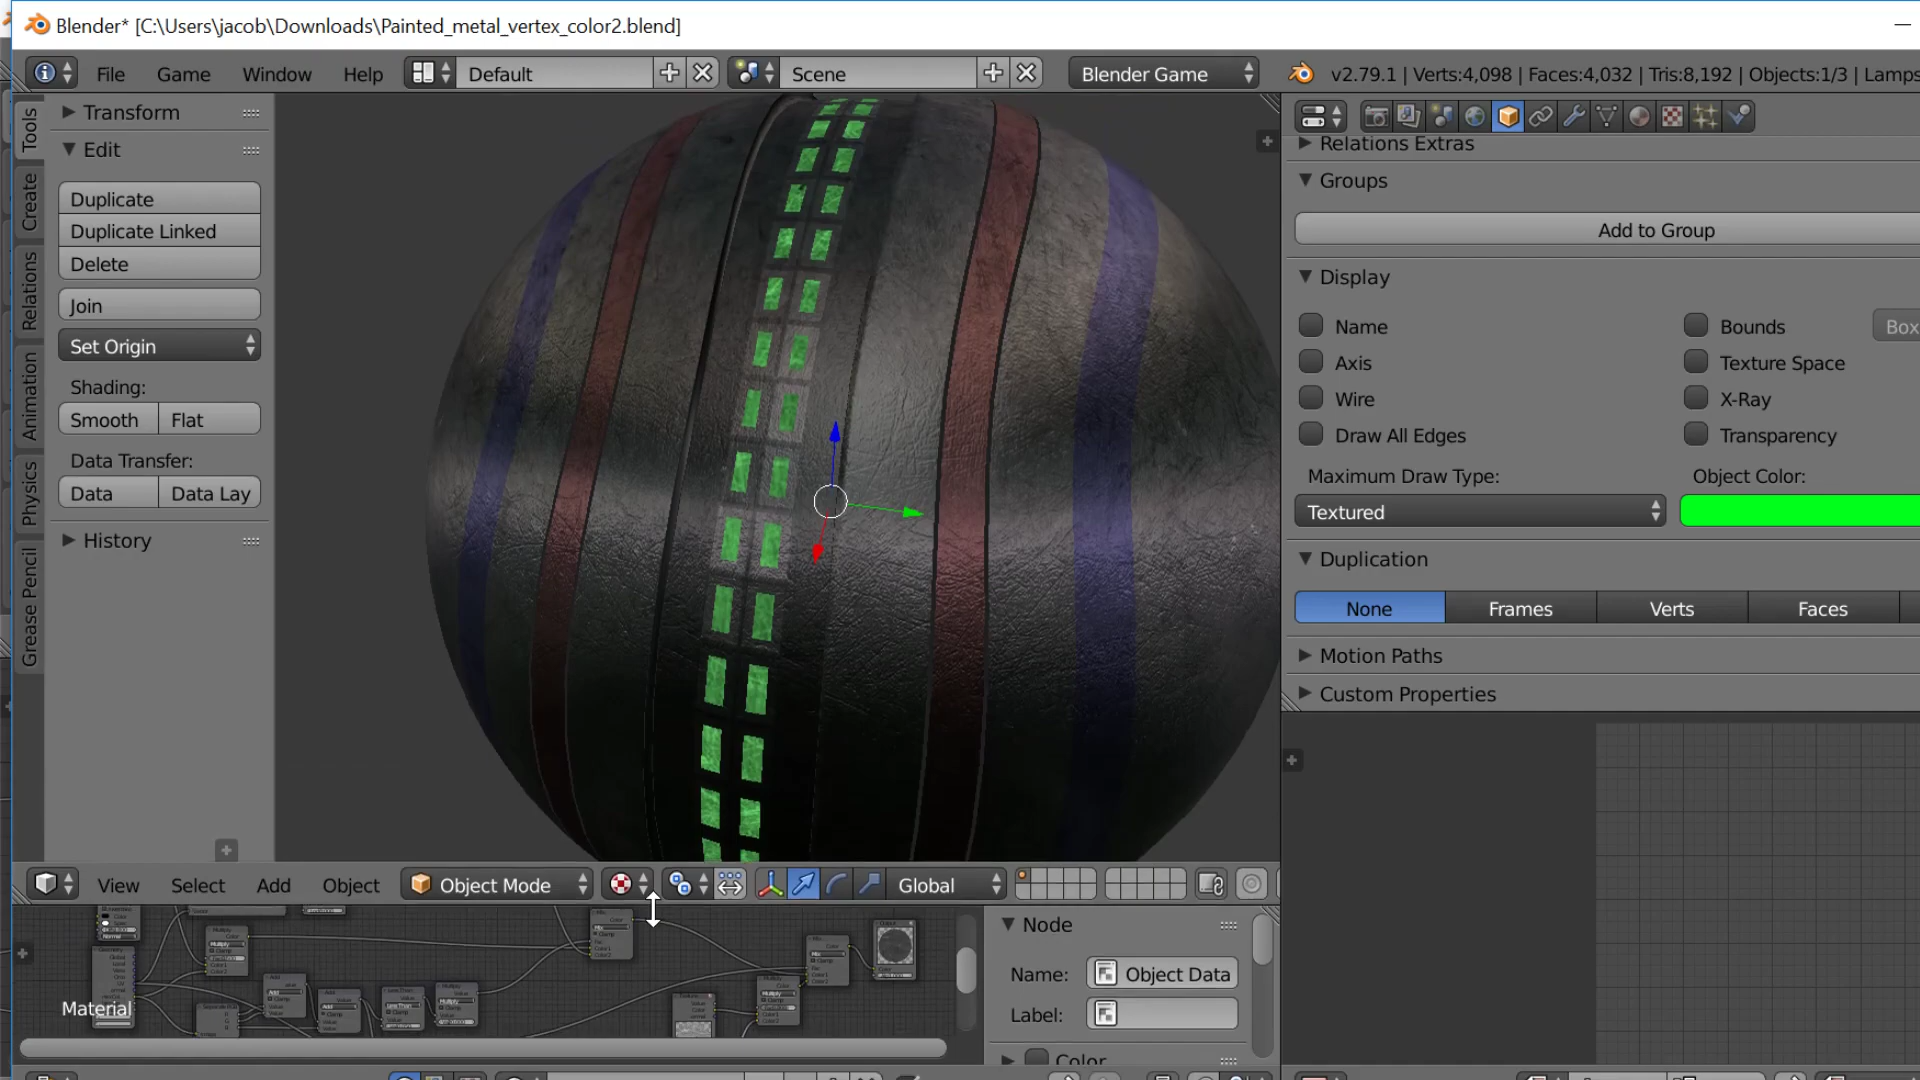 Blender* [C:\Users\jacob\Downloads\Painted_metal_vertex_color2.blend]
File Game Window Help Default Scene Blender Game v2.79.1 | Verts:4,098 | Faces:4,032 | Tris:8,192 | Objects:1/3 | Lamps
Tools
Create
Relations
Animation
Physics
Grease Pencil
Transform
Edit
Duplicate
Duplicate Linked
Delete
Join
Set Origin
Shading:
Smooth Flat
Data Transfer:
Data Data Lay
History
Relations Extras
Groups
Add to Group
Display
Name Bounds Box
Axis Texture Space
Wire X-Ray
Draw All Edges Transparency
Maximum Draw Type: Object Color:
Textured
Duplication
None Frames Verts Faces
Motion Paths
Custom Properties
View Select Add Object Object Mode Global
Material
Node
Name: Object Data
Label:
Color